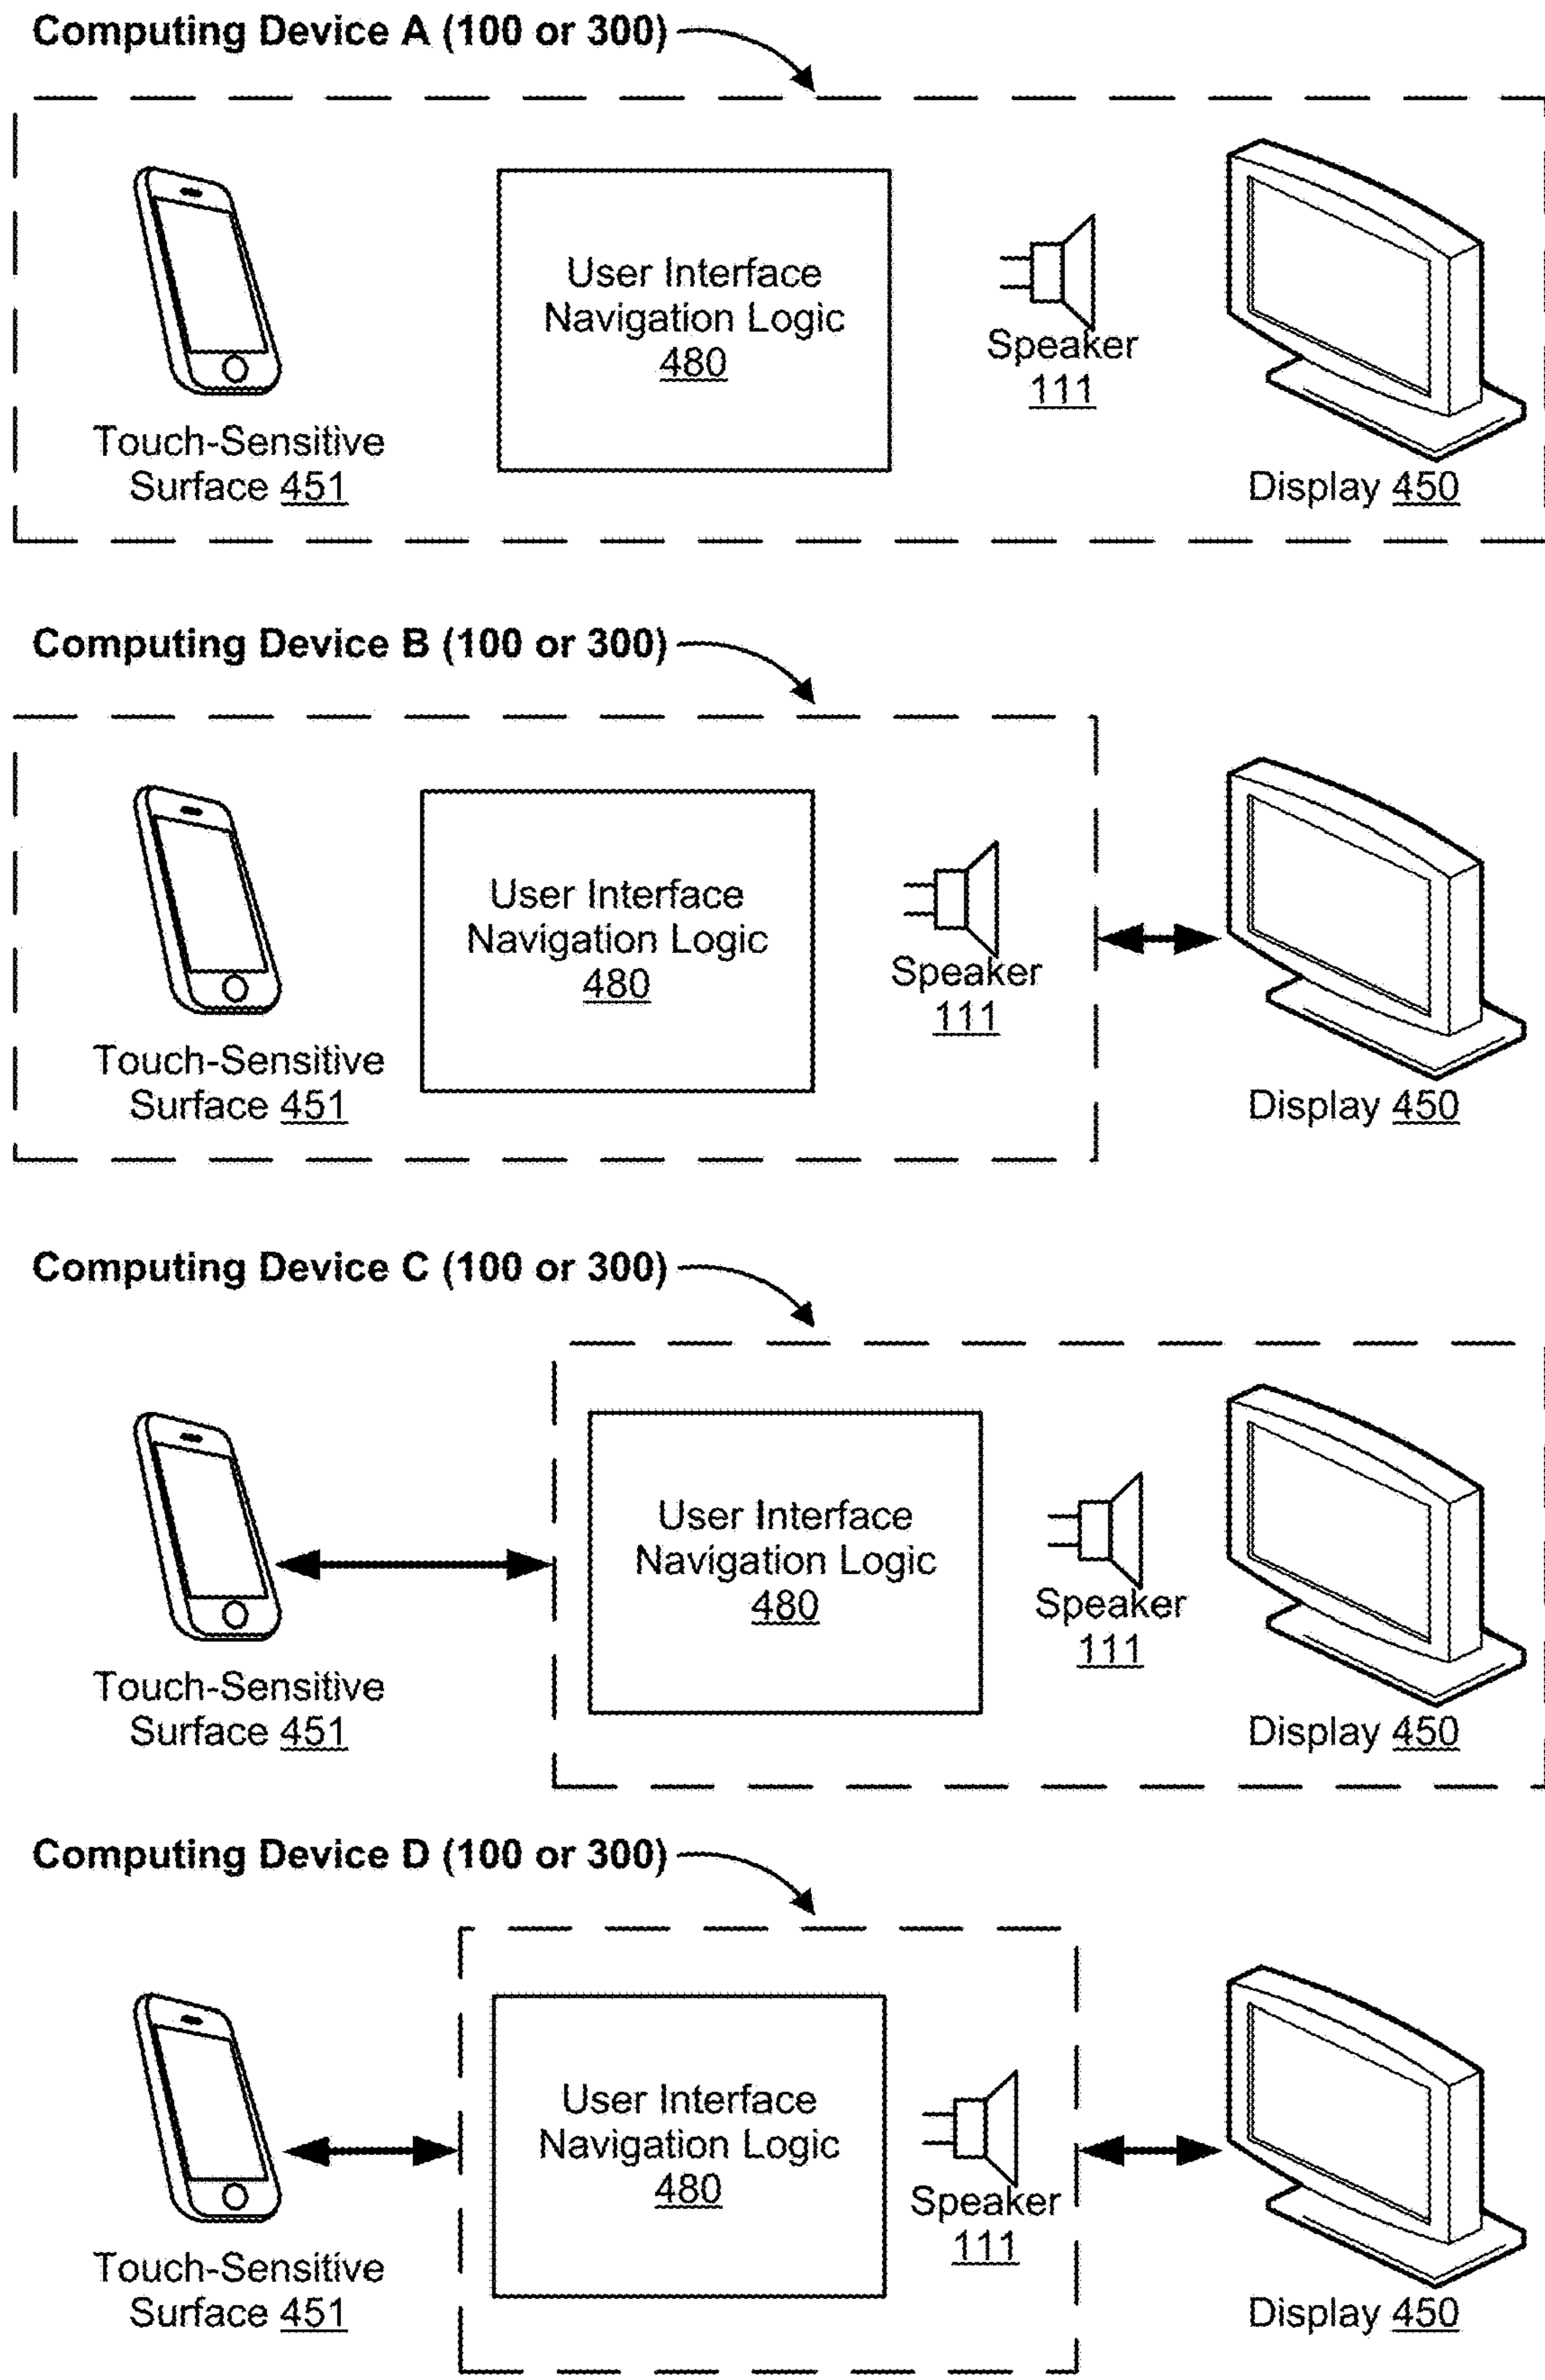 Computing Device A (100 or 300)
User Interface
Navigation Logic
480
Speaker
111
Touch-Sensitive
Surface 451
Display 450
Computing Device B (100 or 300)
User Interface
Navigation Logic
480
Speaker
111
Touch-Sensitive
Surface 451
Display 450
Computing Device C (100 or 300)
User Interface
Navigation Logic
480
Speaker
111
Touch-Sensitive
Surface 451
Display 450
Computing Device D (100 or 300)
User Interface
Navigation Logic
480
Speaker
111
Touch-Sensitive
Surface 451
Display 450